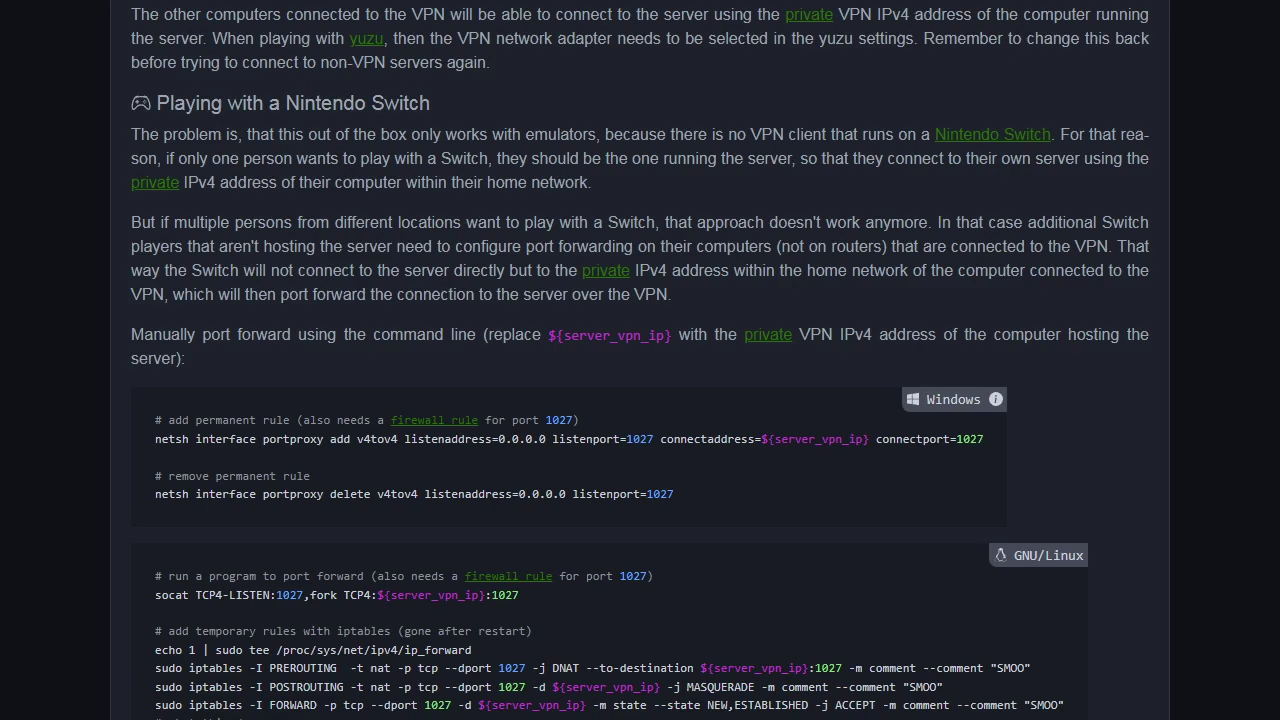 The other computers connected to the VPN will be able to connect to the server using the private VPN IPv4 address of the computer running
the server. When playing with yuzu, then the VPN network adapter needs to be selected in the yuzu settings. Remember to change this back
before trying to connect to non-VPN servers again.
Playing with a Nintendo Switch
The problem is, that this out of the box only works with emulators, because there is no VPN client that runs on a Nintendo Switch. For that rea-
son, if only one person wants to play with a Switch, they should be the one running the server, so that they connect to their own server using the
private IPv4 address of their computer within their home network.
But if multiple persons from different locations want to play with a Switch, that approach doesn't work anymore. In that case additional Switch
players that aren't hosting the server need to configure port forwarding on their computers (not on routers) that are connected to the VPN. That
way the Switch will not connect to the server directly but to the private IPv4 address within the home network of the computer connected to the
VPN, which will then port forward the connection to the server over the VPN.
Manually port forward using the command line (replace ${server_vpn_ip} with the private VPN IPv4 address of the computer hosting the
server):
Windows
# add permanent rule (also needs a firewall rule for port 1027)
netsh interface portproxy add v4tov4 listenaddress=0.0.0.0 listenport=1027 connectaddress=${server_vpn_ip} connectport=1027
# remove permanent rule
netsh interface portproxy delete v4tov4 listenaddress=0.0.0.0 listenport=1027
GNU/Linux
# run a program to port forward (also needs a firewall rule for port 1027)
socat TCP4-LISTEN:1027,fork TCP4:${server_vpn_ip}:1027
# add temporary rules with iptables (gone after restart)
echo 1 | sudo tee /proc/sys/net/ipv4/ip_forward
sudo iptables -I PREROUTING  -t nat -p tcp --dport 1027 -j DNAT --to-destination ${server_vpn_ip}:1027 -m comment --comment "SMOO"
sudo iptables -I POSTROUTING -t nat -p tcp --dport 1027 -d ${server_vpn_ip} -j MASQUERADE -m comment --comment "SMOO"
sudo iptables -I FORWARD -p tcp --dport 1027 -d ${server_vpn_ip} -m state --state NEW,ESTABLISHED -j ACCEPT -m comment --comment "SMOO"